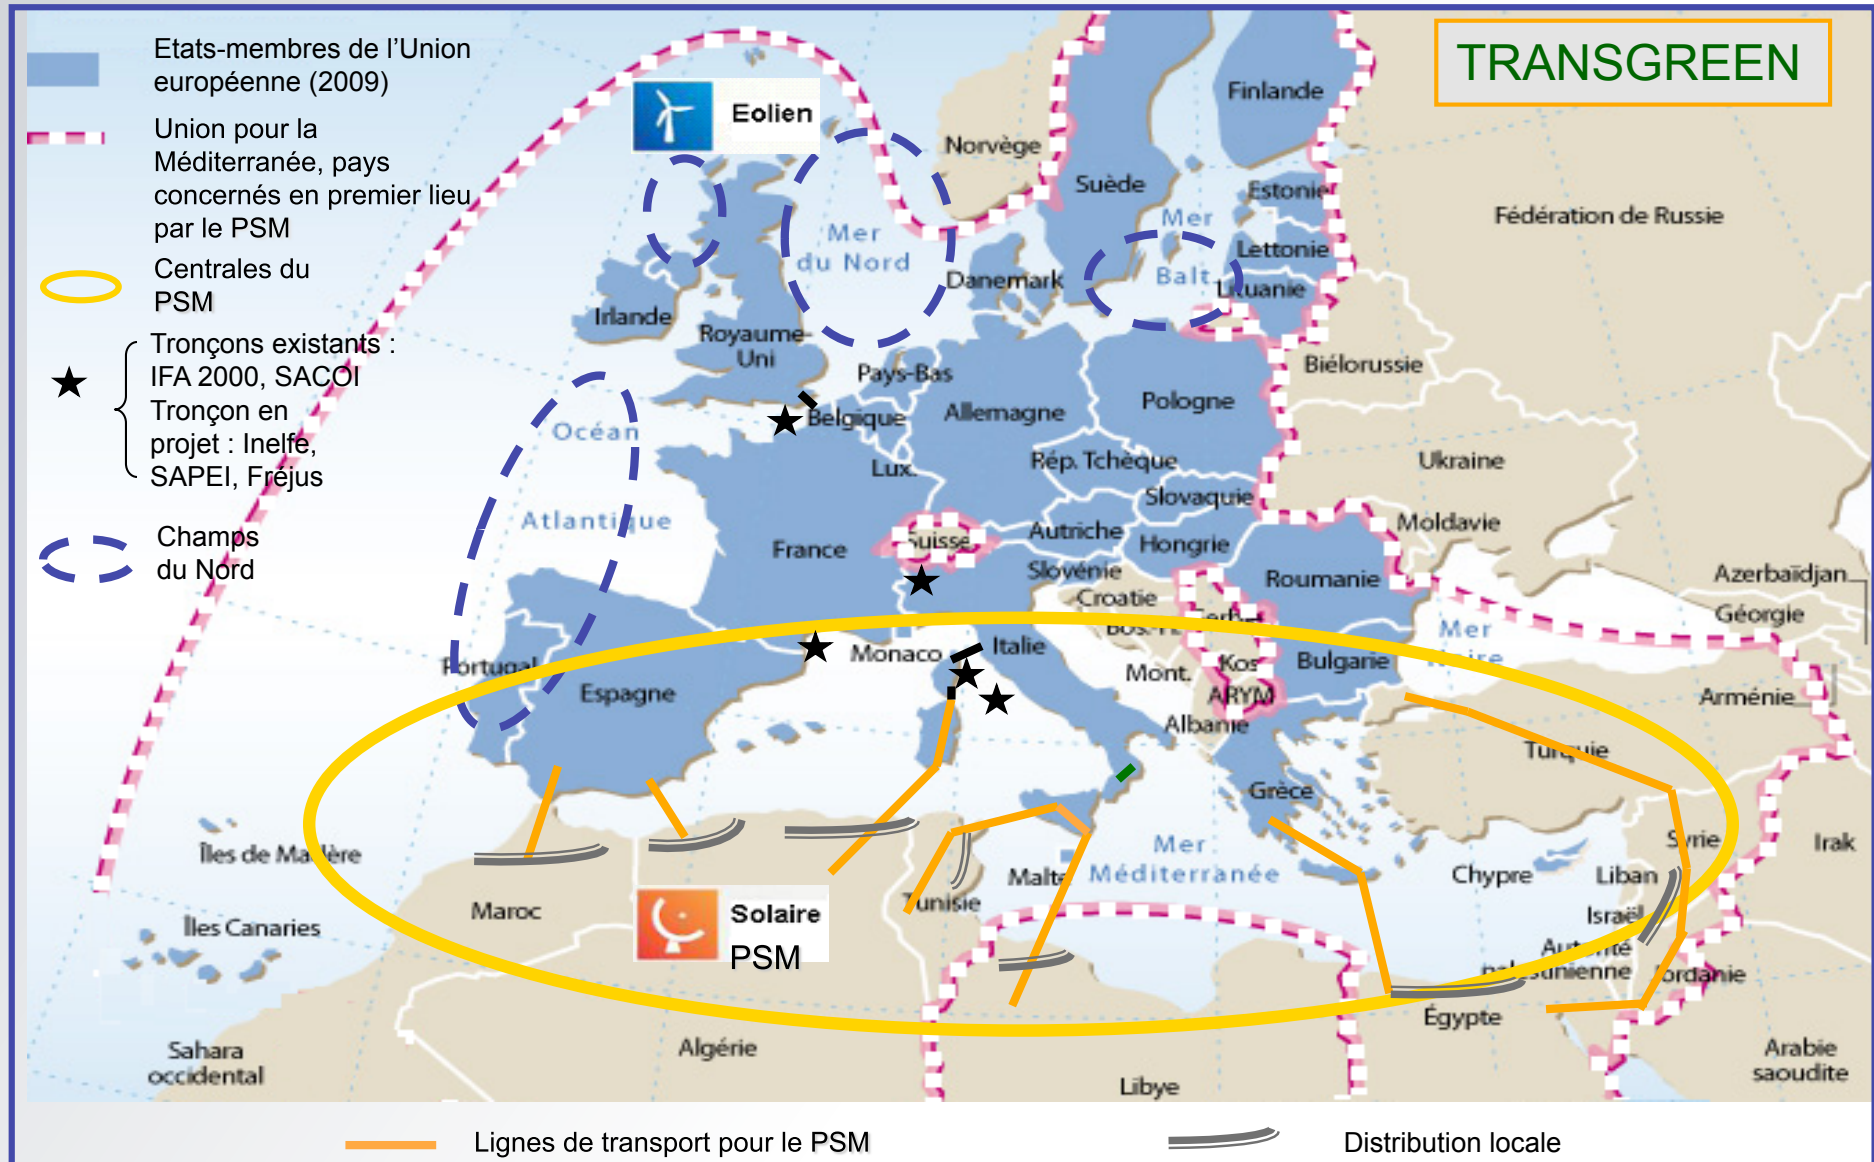 TRANSGREEN
Etats-membres de l'Union
européenne (2009)
Union pour la
Méditerranée, pays
concernés en premier lieu
par le PSM
Centrales du
PSM
Tronçons existants :
IFA 2000, SACOI
Tronçon en
projet : Inelfe,
SAPEI, Fréjus
Champs
du Nord
Eolien
Finlande
Norvège
Suède
Estonie
Fédération de Russie
Mer
du Nord
Mer
Balt
Lettonie
Danemark
Lituanie
Irlande
Royaume-
Uni
Biélorussie
Pays-Bas
Pologne
Belgique
Allemagne
Océan
Atlantique
Lux.
Rép. Tchèque
Ukraine
Slovaquie
Moldavie
Autriche
Suisse
France
Hongrie
Slovénie
Roumanie
Azerbaïdjan
Croatie
Géorgie
Serb
Bos.-H
Mer
Noire
Monaco
Italie
Portugal
Espagne
Mont.
Kos
Bulgarie
ARYM
Arménie
Albanie
Turquie
Grèce
Îles de Madère
Mer
Méditerranée
Syrie
Irak
Malte
Chypre
Liban
Maroc
Tunisie
Israël
Îles Canaries
Solaire
PSM
Autorité
palestinienne
Jordanie
Égypte
Sahara
occidental
Algérie
Libye
Arabie
saoudite
Lignes de transport pour le PSM
Distribution locale